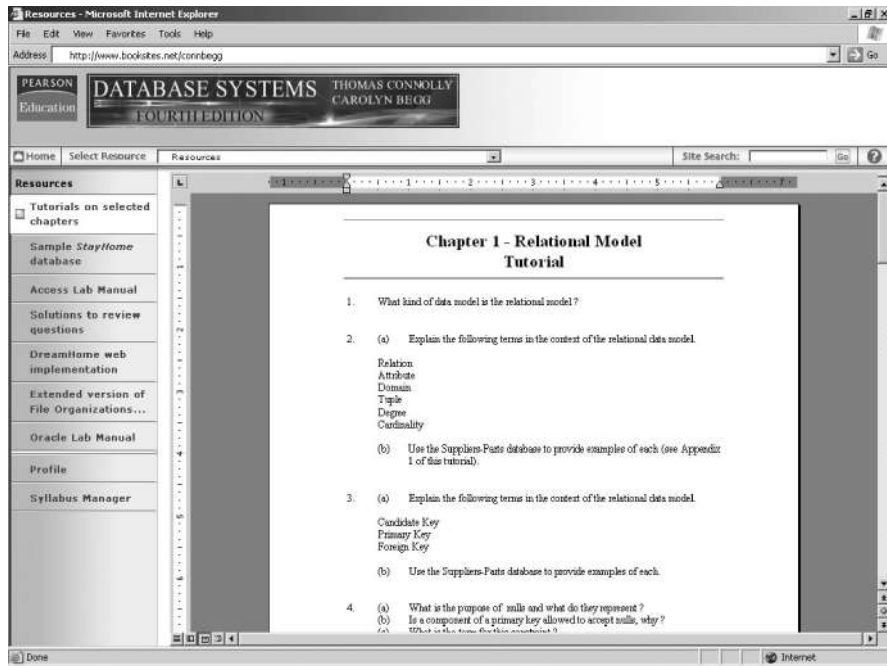 Resources - Microsoft Internet Explorer
File Edit View Favorites Tools Help
Address http://www.booksites.net/connbegg
Go
PEARSON
Education
DATABASE SYSTEMS
FOURTH EDITION
THOMAS CONNOLLY
CAROLYN BEGG
Home Select Resource Resources Site Search: Go
Resources
Tutorials on selected
chapters
Sample StayHome
database
Access Lab Manual
Solutions to review
questions
DreamHome web
implementation
Extended version of
File Organizations...
Oracle Lab Manual
Profile
Syllabus Manager
Chapter 1 - Relational Model
Tutorial
1. What kind of data model is the relational model ?
2. (a) Explain the following terms in the context of the relational data model.
Relation
Attribute
Domain
Tuple
Degree
Cardinality
(b) Use the Suppliers-Parts database to provide examples of each (see Appendix
1 of this tutorial).
3. (a) Explain the following terms in the context of the relational data model.
Candidate Key
Primary Key
Foreign Key
(b) Use the Suppliers-Parts database to provide examples of each.
4. (a) What is the purpose of nulls and what do they represent ?
(b) Is a component of a primary key allowed to accept nulls, why ?
(c) What is the term for this constraint ?
Done
Internet